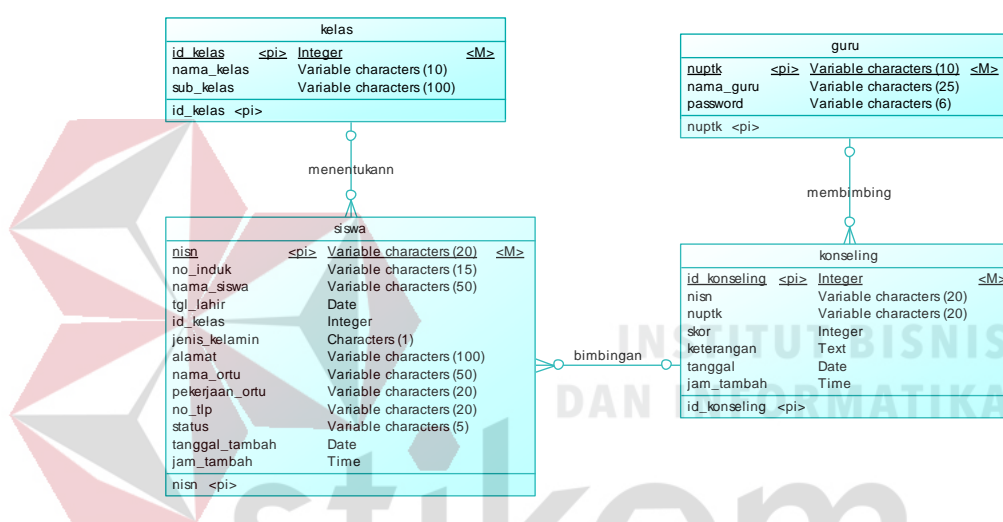 kelas
id_kelas <pi> Integer <M>
nama_kelas Variable characters (10)
sub_kelas Variable characters (100)
id_kelas <pi>
menentukann
siswa
nisn <pi> Variable characters (20) <M>
no_induk Variable characters (15)
nama_siswa Variable characters (50)
tgl_lahir Date
id_kelas Integer
jenis_kelamin Characters (1)
alamat Variable characters (100)
nama_ortu Variable characters (50)
pekerjaan_ortu Variable characters (20)
no_tlp Variable characters (20)
status Variable characters (5)
tanggal_tambah Date
jam_tambah Time
nisn <pi>
bimbingan
guru
nuptk <pi> Variable characters (10) <M>
nama_guru Variable characters (25)
password Variable characters (6)
nuptk <pi>
membimbing
konseling
id_konseling <pi> Integer <M>
nisn Variable characters (20)
nuptk Variable characters (20)
skor Integer
keterangan Text
tanggal Date
jam_tambah Time
id_konseling <pi>
INSTITUT BISNIS
DAN INFORMATIKA
stikom